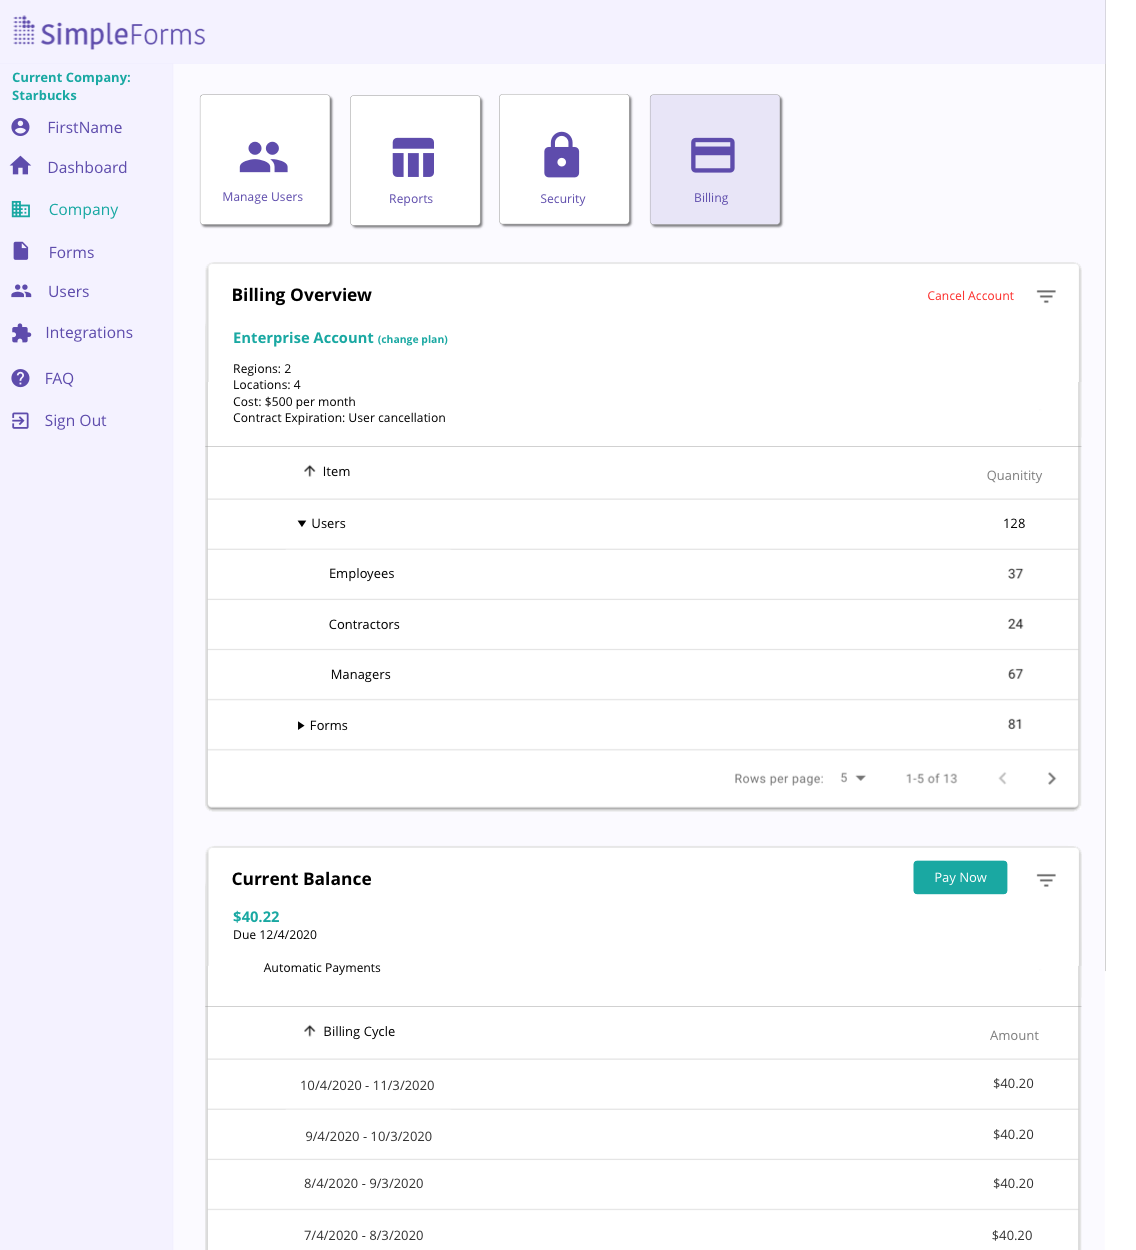 SimpleForms
Current Company:
Starbucks
FirstName
Dashboard
Company
Forms
Users
Integrations
FAQ
Sign Out
Manage Users
Reports
Security
Billing
Billing Overview
Cancel Account
Enterprise Account (change plan)
Regions: 2
Locations: 4
Cost: $500 per month
Contract Expiration: User cancellation
Item Quanitity
Users 128
Employees 37
Contractors 24
Managers 67
Forms 81
Rows per page: 5 1-5 of 13
Current Balance
Pay Now
$40.22
Due 12/4/2020
Automatic Payments
Billing Cycle Amount
10/4/2020 - 11/3/2020 $40.20
9/4/2020 - 10/3/2020 $40.20
8/4/2020 - 9/3/2020 $40.20
7/4/2020 - 8/3/2020 $40.20